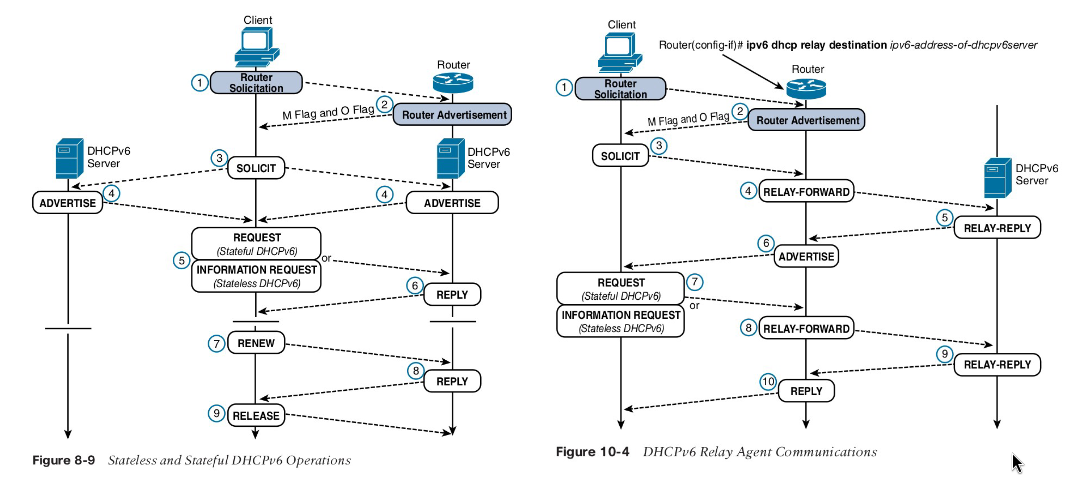 Client
1
Router
Solicitation
Router
2
M Flag and O Flag
Router Advertisement
DHCPv6
Server
3
SOLICIT
DHCPv6
Server
ADVERTISE
4
4
ADVERTISE
REQUEST
(Stateful DHCPv6)
5
or
INFORMATION REQUEST
(Stateless DHCPv6)
6
REPLY
7
RENEW
8
REPLY
9
RELEASE
Figure 8-9 Stateless and Stateful DHCPv6 Operations
Client
Router(config-if)# ipv6 dhcp relay destination ipv6-address-of-dhcpv6server
Router
1
Router
Solicitation
2
M Flag and O Flag
Router Advertisement
SOLICIT
3
DHCPv6
Server
4
RELAY-FORWARD
5
RELAY-REPLY
6
ADVERTISE
REQUEST
(Stateful DHCPv6)
7
or
INFORMATION REQUEST
(Stateless DHCPv6)
8
RELAY-FORWARD
9
RELAY-REPLY
10
REPLY
Figure 10-4 DHCPv6 Relay Agent Communications